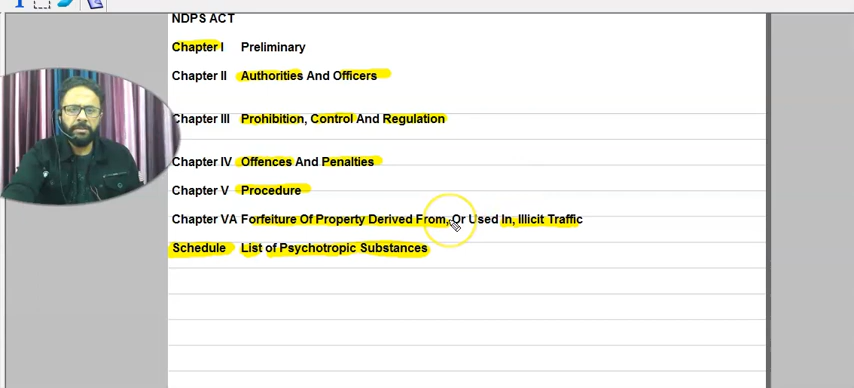 NDPS ACT
Chapter I Preliminary
Chapter II Authorities And Officers
Chapter III Prohibition, Control And Regulation
Chapter IV Offences And Penalties
Chapter V Procedure
Chapter VA Forfeiture Of Property Derived From, Or Used In, Illicit Traffic
Schedule List of Psychotropic Substances